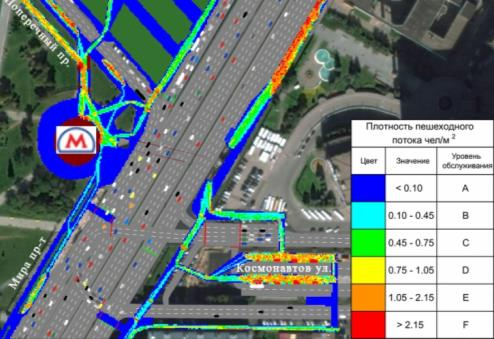 Поперечный пр.
М
Мира пр-т
Космонавтов ул.
Плотность пешеходного
потока чел/м 2
Цвет Значение Уровень
обслуживания
< 0.10 A
0.10 - 0.45 B
0.45 - 0.75 C
0.75 - 1.05 D
1.05 - 2.15 E
> 2.15 F